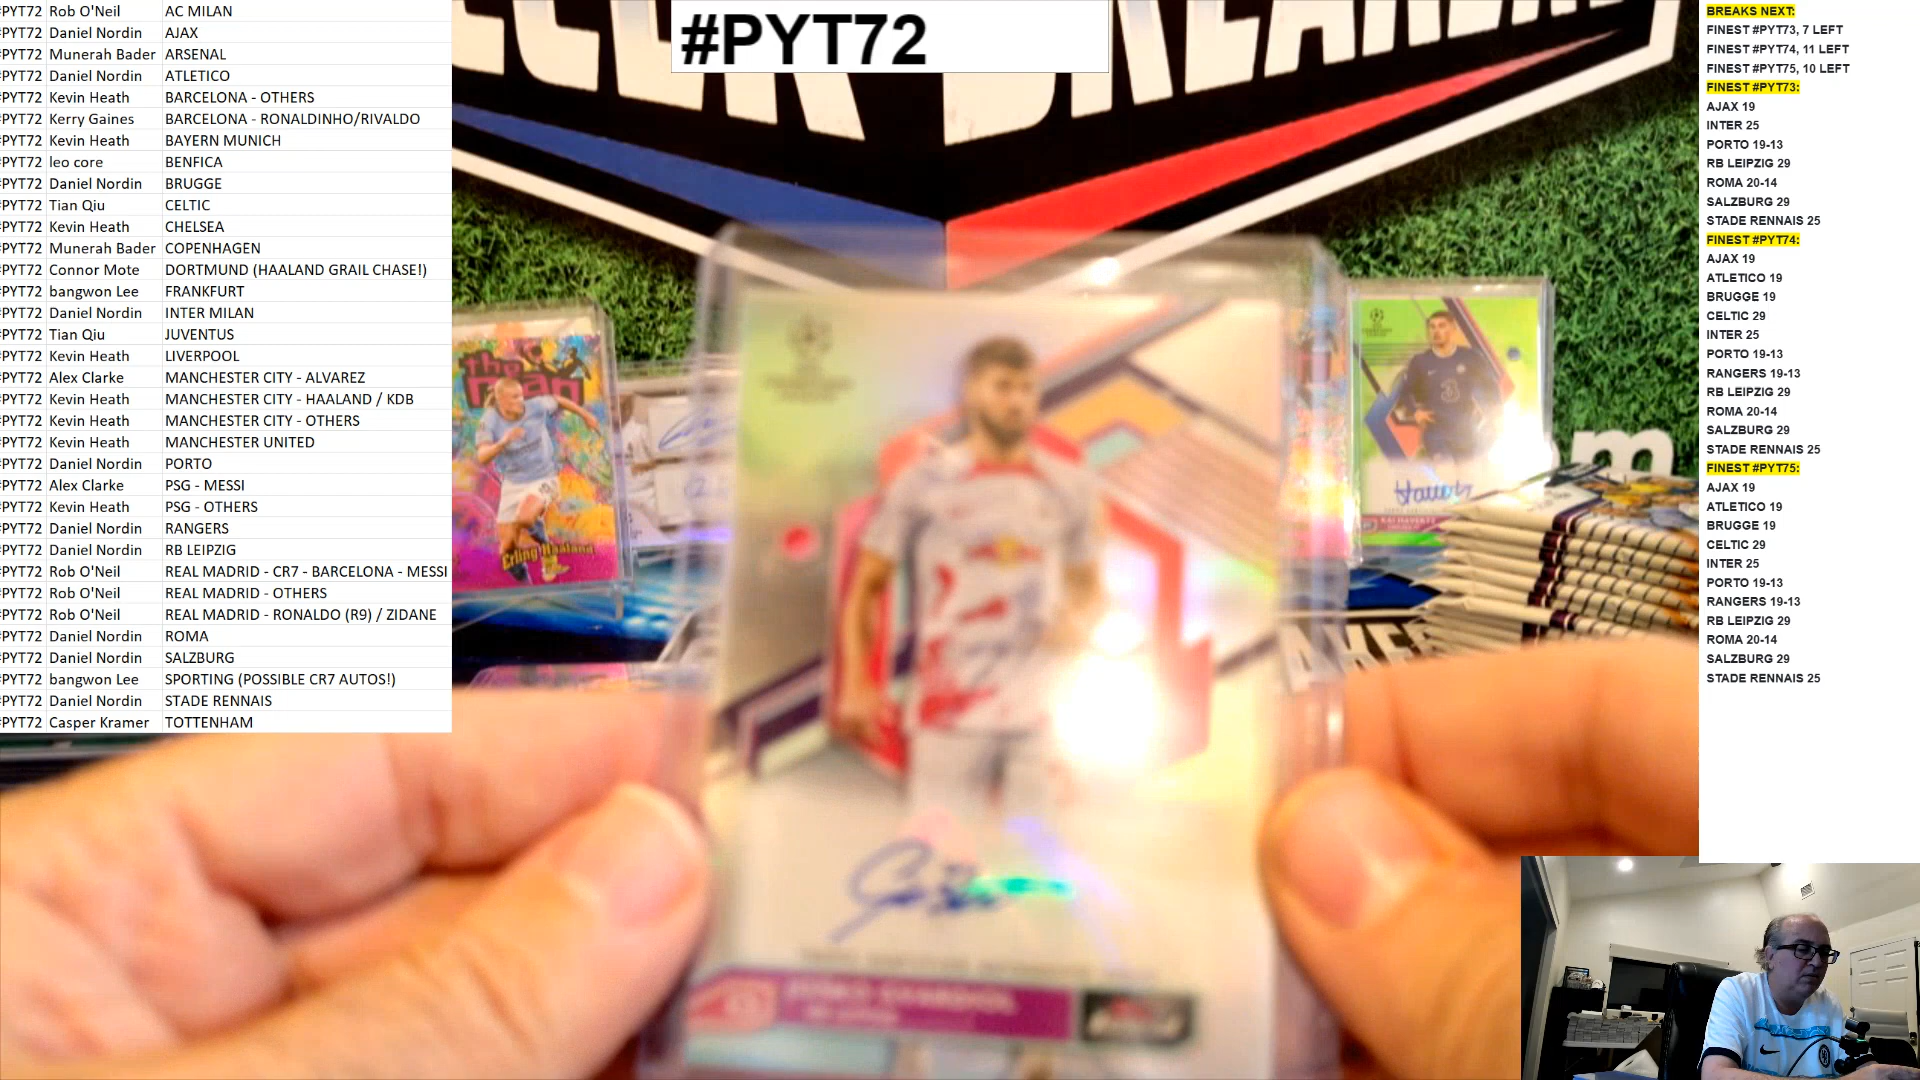 #PYT72 Rob O'Neil AC MILAN
#PYT72 Daniel Nordin AJAX
#PYT72 Munerah Bader ARSENAL
#PYT72 Daniel Nordin ATLETICO
#PYT72 Kevin Heath BARCELONA - OTHERS
#PYT72 Kerry Gaines BARCELONA - RONALDINHO/RIVALDO
#PYT72 Kevin Heath BAYERN MUNICH
#PYT72 leo core BENFICA
#PYT72 Daniel Nordin BRUGGE
#PYT72 Tian Qiu CELTIC
#PYT72 Kevin Heath CHELSEA
#PYT72 Munerah Bader COPENHAGEN
#PYT72 Connor Mote DORTMUND (HAALAND GRAIL CHASE!)
#PYT72 bangwon Lee FRANKFURT
#PYT72 Daniel Nordin INTER MILAN
#PYT72 Tian Qiu JUVENTUS
#PYT72 Kevin Heath LIVERPOOL
#PYT72 Alex Clarke MANCHESTER CITY - ALVAREZ
#PYT72 Kevin Heath MANCHESTER CITY - HAALAND / KDB
#PYT72 Kevin Heath MANCHESTER CITY - OTHERS
#PYT72 Kevin Heath MANCHESTER UNITED
#PYT72 Daniel Nordin PORTO
#PYT72 Alex Clarke PSG - MESSI
#PYT72 Kevin Heath PSG - OTHERS
#PYT72 Daniel Nordin RANGERS
#PYT72 Daniel Nordin RB LEIPZIG
#PYT72 Rob O'Neil REAL MADRID - CR7 - BARCELONA - MESSI
#PYT72 Rob O'Neil REAL MADRID - OTHERS
#PYT72 Rob O'Neil REAL MADRID - RONALDO (R9) / ZIDANE
#PYT72 Daniel Nordin ROMA
#PYT72 Daniel Nordin SALZBURG
#PYT72 bangwon Lee SPORTING (POSSIBLE CR7 AUTOS!)
#PYT72 Daniel Nordin STADE RENNAIS
#PYT72 Casper Kramer TOTTENHAM
#PYT72
the man
Erling Haaland
KAI HAVERTZ
BREAKS NEXT:
FINEST #PYT73, 7 LEFT
FINEST #PYT74, 11 LEFT
FINEST #PYT75, 10 LEFT
FINEST #PYT73:
AJAX 19
INTER 25
PORTO 19-13
RB LEIPZIG 29
ROMA 20-14
SALZBURG 29
STADE RENNAIS 25
FINEST #PYT74:
AJAX 19
ATLETICO 19
BRUGGE 19
CELTIC 29
INTER 25
PORTO 19-13
RANGERS 19-13
RB LEIPZIG 29
ROMA 20-14
SALZBURG 29
STADE RENNAIS 25
FINEST #PYT75:
AJAX 19
ATLETICO 19
BRUGGE 19
CELTIC 29
INTER 25
PORTO 19-13
RANGERS 19-13
RB LEIPZIG 29
ROMA 20-14
SALZBURG 29
STADE RENNAIS 25